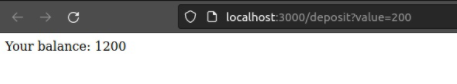 localhost:3000/deposit?value=200
Your balance: 1200